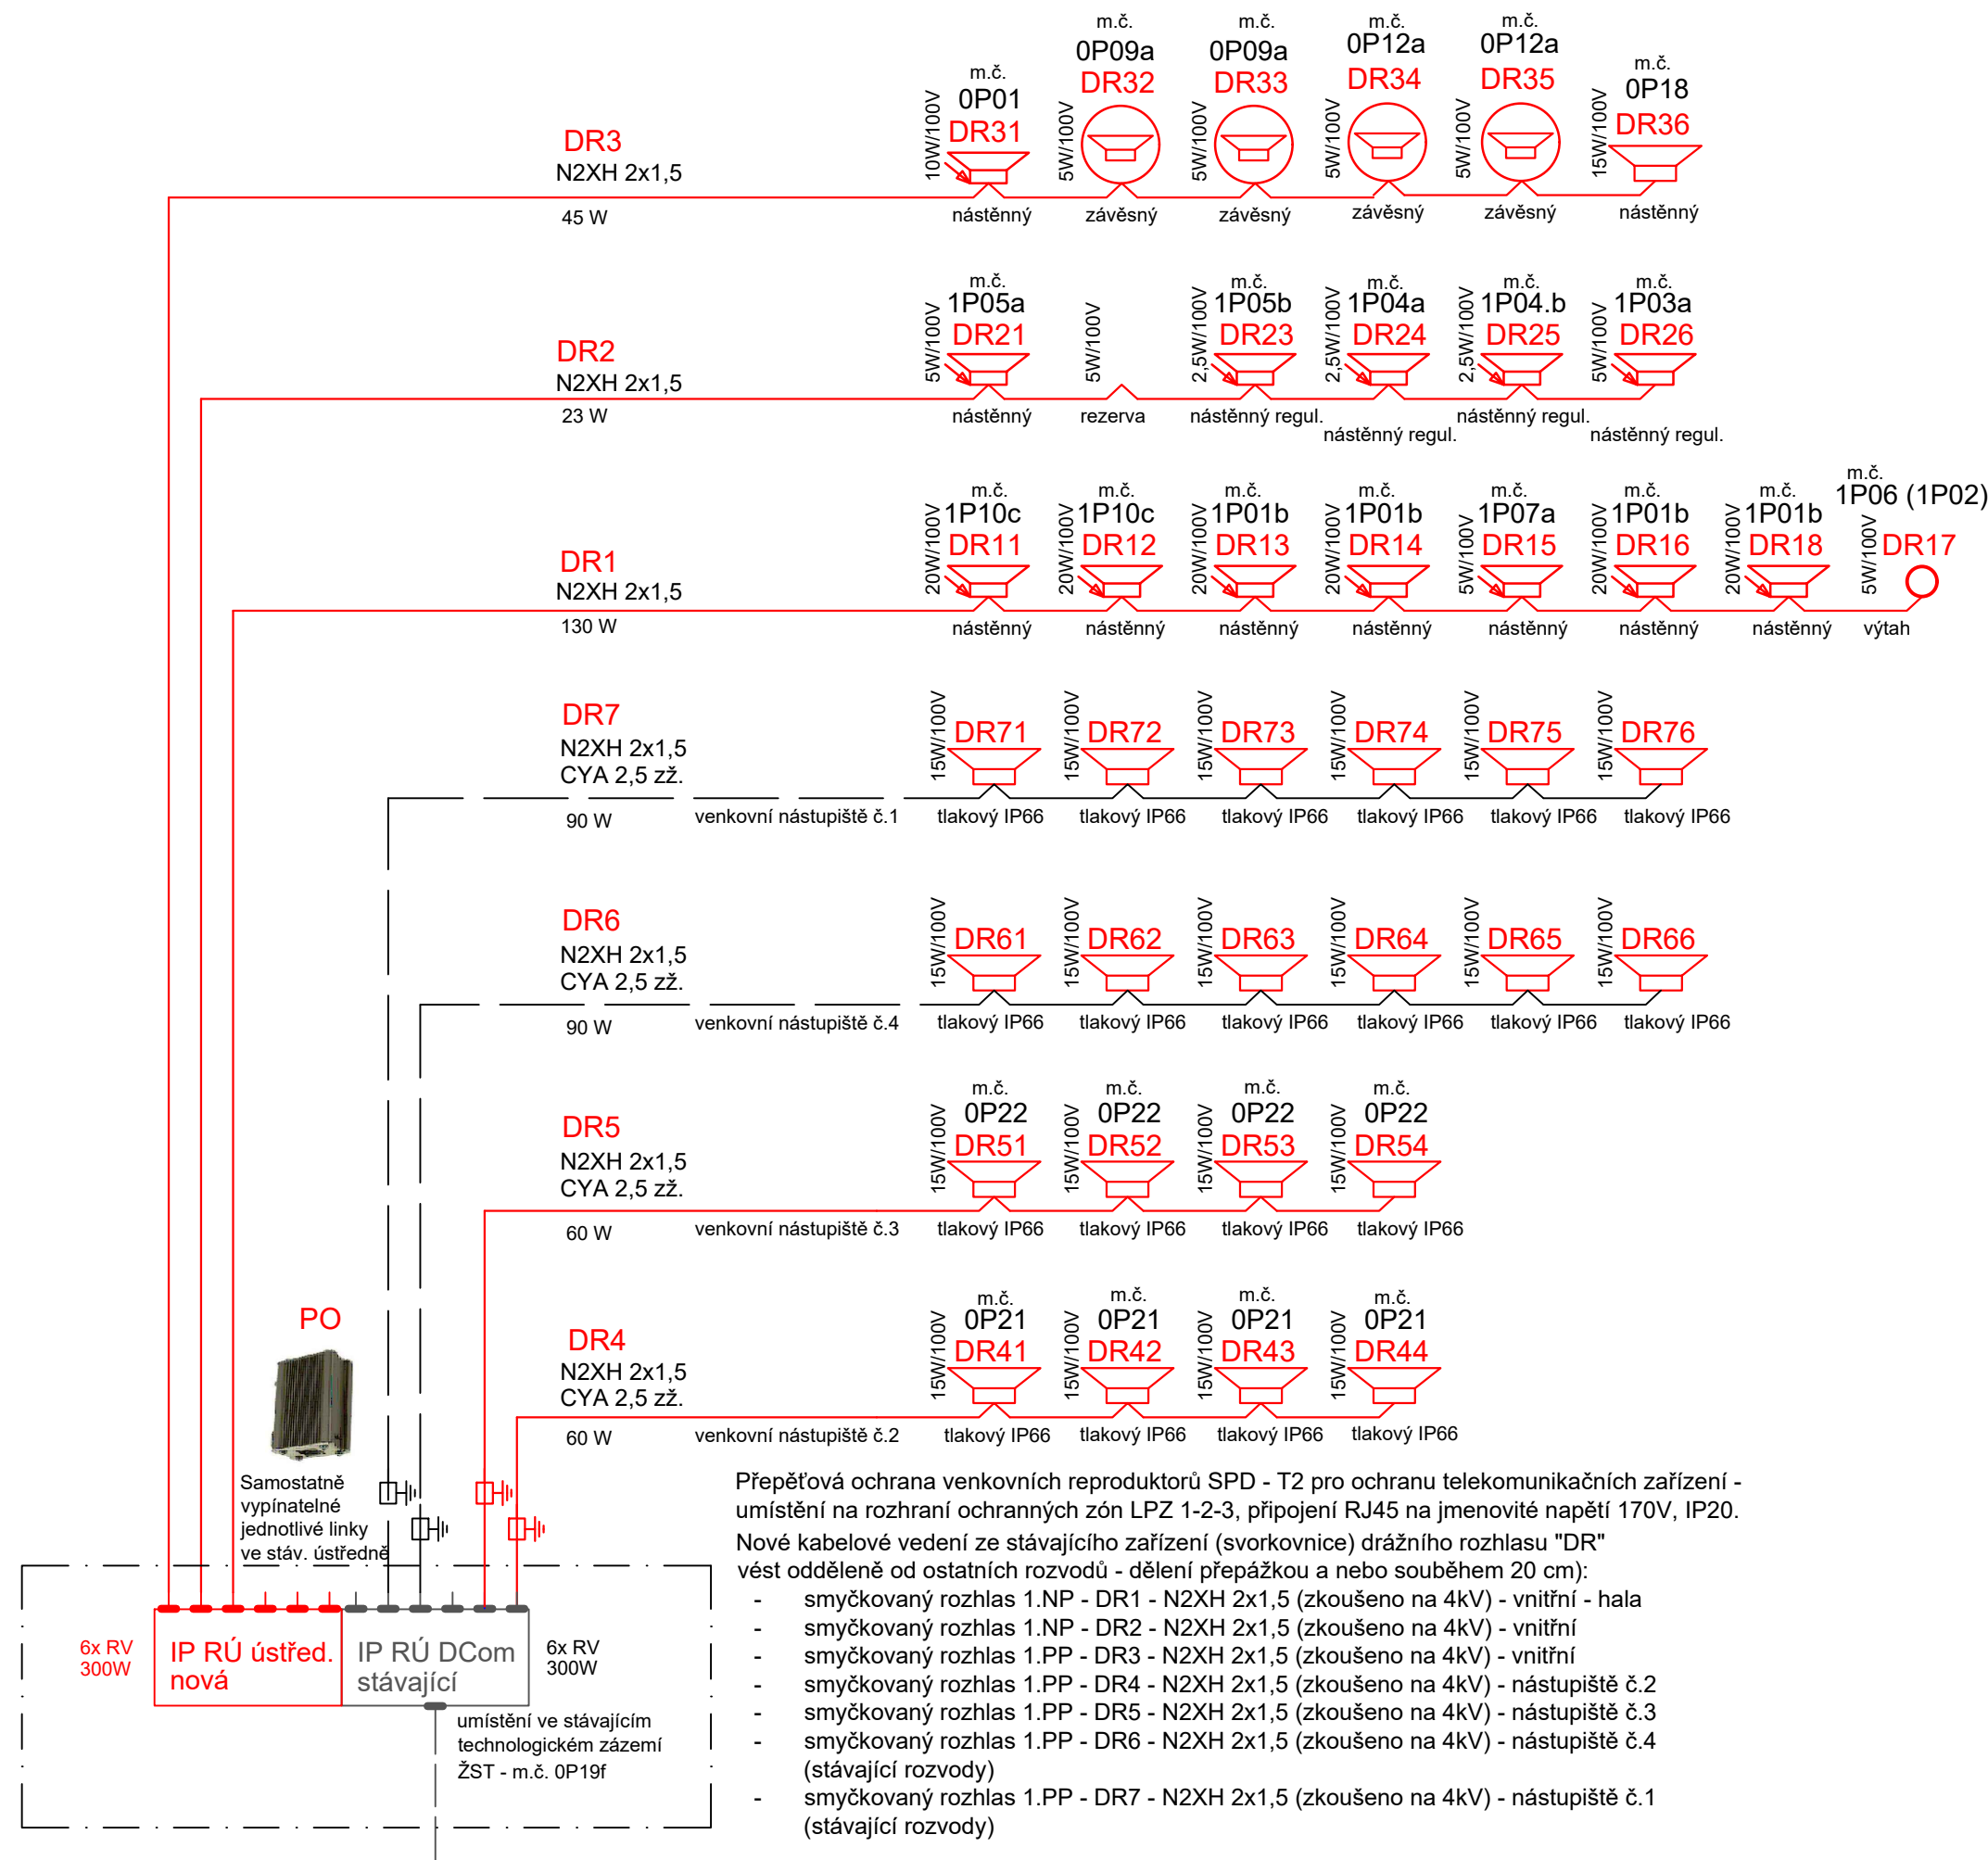 DR3
N2XH 2x1,5
45 W
m.č. m.č. m.č. m.č. m.č. m.č.
0P01 0P09a 0P09a 0P12a 0P12a 0P18
DR31 DR32 DR33 DR34 DR35 DR36
10W/100V 5W/100V 5W/100V 5W/100V 5W/100V 15W/100V
nástěnný závěsný závěsný závěsný závěsný nástěnný
DR2
N2XH 2x1,5
23 W
m.č. m.č. m.č. m.č. m.č.
1P05a 1P05b 1P04a 1P04.b 1P03a
DR21 DR23 DR24 DR25 DR26
5W/100V 5W/100V 2,5W/100V 2,5W/100V 2,5W/100V 5W/100V
nástěnný rezerva nástěnný regul. nástěnný regul. nástěnný regul. nástěnný regul.
DR1
N2XH 2x1,5
130 W
m.č. m.č. m.č. m.č. m.č. m.č. m.č. m.č.
1P10c 1P10c 1P01b 1P01b 1P07a 1P01b 1P01b 1P06 (1P02)
DR11 DR12 DR13 DR14 DR15 DR16 DR18 DR17
20W/100V 20W/100V 20W/100V 20W/100V 5W/100V 20W/100V 20W/100V 5W/100V
nástěnný nástěnný nástěnný nástěnný nástěnný nástěnný nástěnný výtah
DR7
N2XH 2x1,5
CYA 2,5 zž.
90 W
venkovní nástupiště č.1
DR71 DR72 DR73 DR74 DR75 DR76
15W/100V 15W/100V 15W/100V 15W/100V 15W/100V 15W/100V
tlakový IP66 tlakový IP66 tlakový IP66 tlakový IP66 tlakový IP66 tlakový IP66
DR6
N2XH 2x1,5
CYA 2,5 zž.
90 W
venkovní nástupiště č.4
DR61 DR62 DR63 DR64 DR65 DR66
15W/100V 15W/100V 15W/100V 15W/100V 15W/100V 15W/100V
tlakový IP66 tlakový IP66 tlakový IP66 tlakový IP66 tlakový IP66 tlakový IP66
DR5
N2XH 2x1,5
CYA 2,5 zž.
60 W
venkovní nástupiště č.3
m.č. m.č. m.č. m.č.
0P22 0P22 0P22 0P22
DR51 DR52 DR53 DR54
15W/100V 15W/100V 15W/100V 15W/100V
tlakový IP66 tlakový IP66 tlakový IP66 tlakový IP66
DR4
N2XH 2x1,5
CYA 2,5 zž.
60 W
venkovní nástupiště č.2
m.č. m.č. m.č. m.č.
0P21 0P21 0P21 0P21
DR41 DR42 DR43 DR44
15W/100V 15W/100V 15W/100V 15W/100V
tlakový IP66 tlakový IP66 tlakový IP66 tlakový IP66
PO
Samostatně
vypínatelné
jednotlivé linky
ve stáv. ústředně
6x RV
300W
IP RÚ ústřed.
nová
IP RÚ DCom
stávající
6x RV
300W
umístění ve stávajícím
technologickém zázemí
ŽST - m.č. 0P19f
Přepěťová ochrana venkovních reproduktorů SPD - T2 pro ochranu telekomunikačních zařízení -
umístění na rozhraní ochranných zón LPZ 1-2-3, připojení RJ45 na jmenovité napětí 170V, IP20.
Nové kabelové vedení ze stávajícího zařízení (svorkovnice) drážního rozhlasu "DR"
vést odděleně od ostatních rozvodů - dělení přepážkou a nebo souběhem 20 cm):
- smyčkovaný rozhlas 1.NP - DR1 - N2XH 2x1,5 (zkoušeno na 4kV) - vnitřní - hala
- smyčkovaný rozhlas 1.NP - DR2 - N2XH 2x1,5 (zkoušeno na 4kV) - vnitřní
- smyčkovaný rozhlas 1.PP - DR3 - N2XH 2x1,5 (zkoušeno na 4kV) - vnitřní
- smyčkovaný rozhlas 1.PP - DR4 - N2XH 2x1,5 (zkoušeno na 4kV) - nástupiště č.2
- smyčkovaný rozhlas 1.PP - DR5 - N2XH 2x1,5 (zkoušeno na 4kV) - nástupiště č.3
- smyčkovaný rozhlas 1.PP - DR6 - N2XH 2x1,5 (zkoušeno na 4kV) - nástupiště č.4
(stávající rozvody)
- smyčkovaný rozhlas 1.PP - DR7 - N2XH 2x1,5 (zkoušeno na 4kV) - nástupiště č.1
(stávající rozvody)